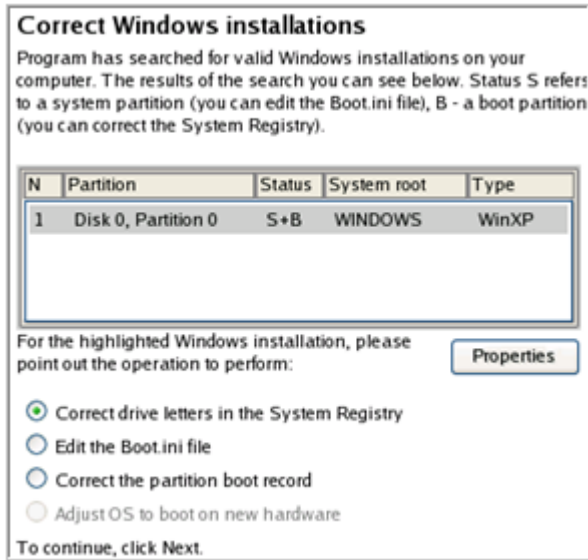 Correct Windows installations
Program has searched for valid Windows installations on your
computer. The results of the search you can see below. Status S refers
to a system partition (you can edit the Boot.ini file), B - a boot partition
(you can correct the System Registry).
N Partition Status System root Type
1 Disk 0, Partition 0 S+B WINDOWS WinXP
For the highlighted Windows installation, please
point out the operation to perform:
Properties
Correct drive letters in the System Registry
Edit the Boot.ini file
Correct the partition boot record
Adjust OS to boot on new hardware
To continue, click Next.